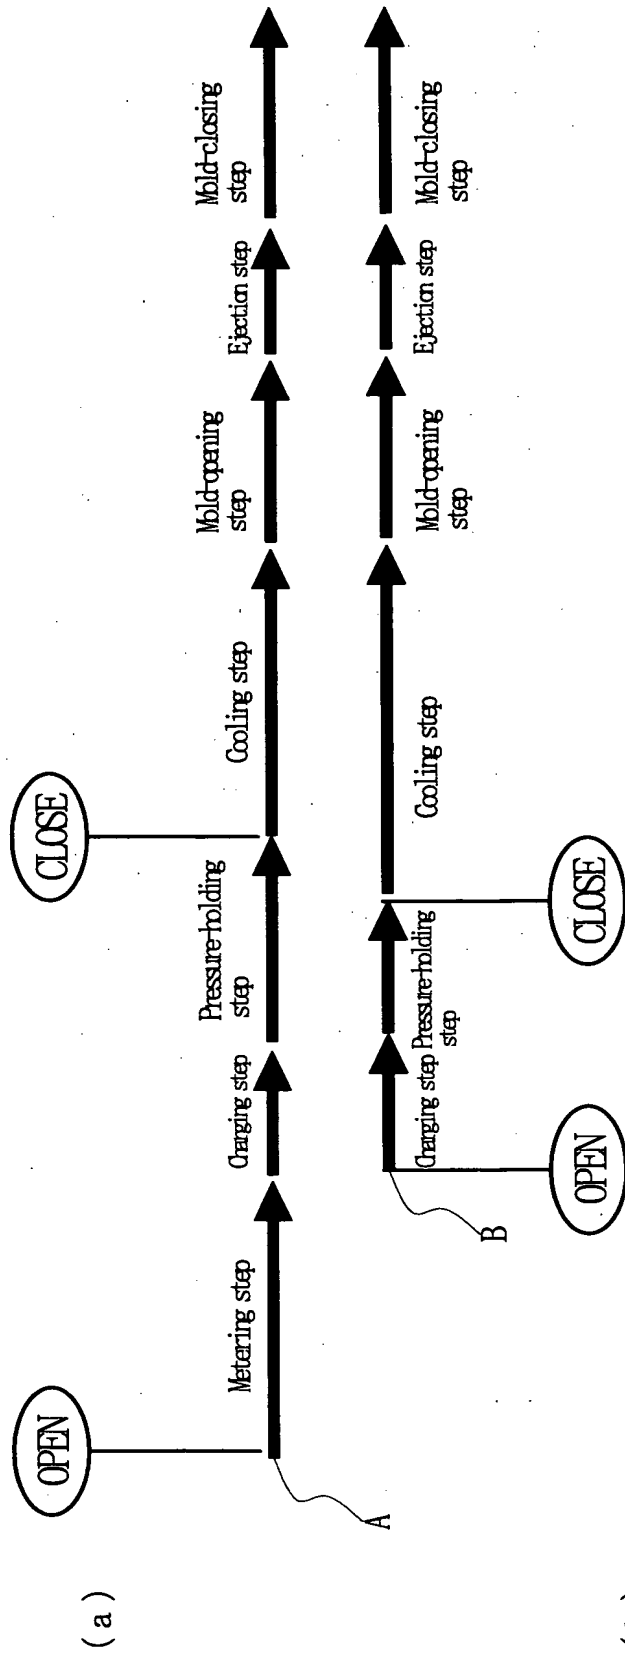 (a)
OPEN
CLOSE
Metering step
Charging step
Pressure-holding
step
Cooling step
Mold-opening
step
Ejection step
Mold-closing
step
A
B
Charging step
Pressure-holding
step
Cooling step
Mold-opening
step
Ejection step
Mold-closing
step
OPEN
CLOSE